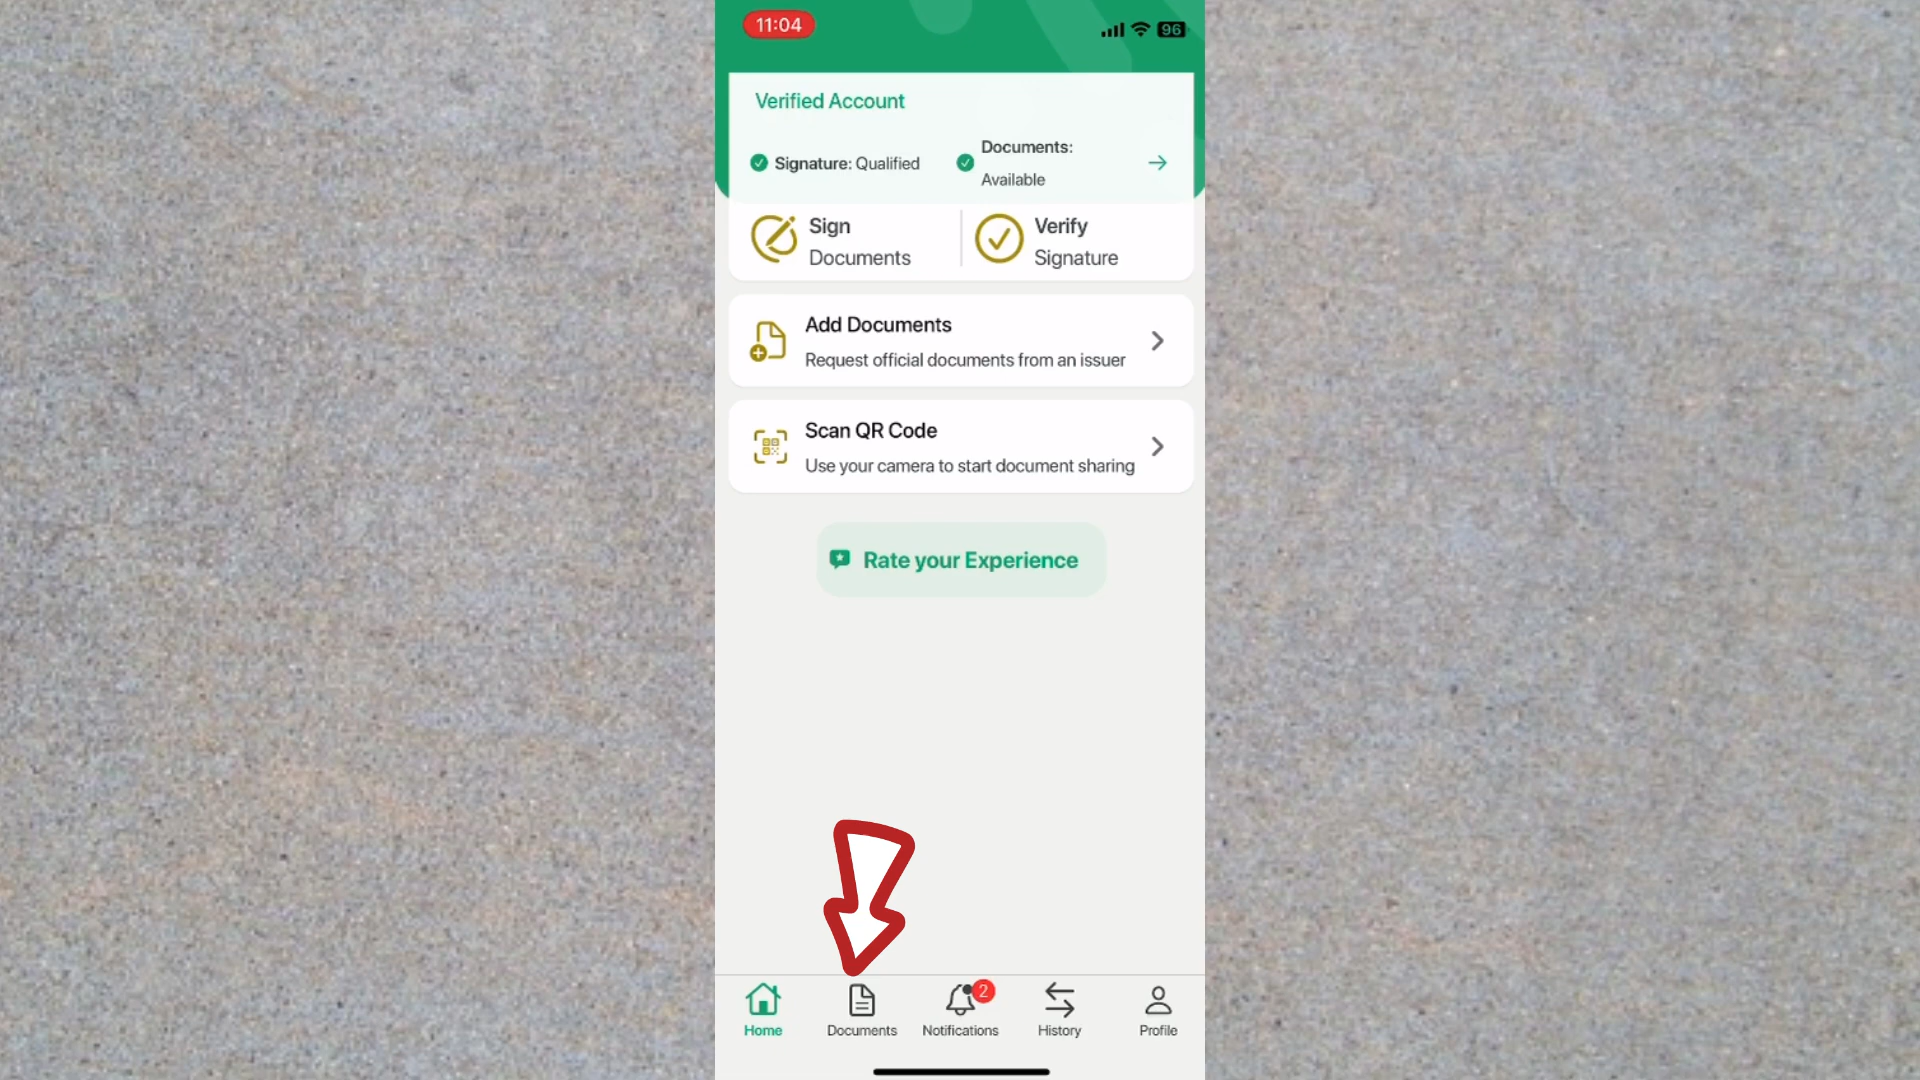 11:04
96
Verified Account
Signature: Qualified
Documents:
Available
Sign
Documents
Verify
Signature
Add Documents
Request official documents from an issuer
Scan QR Code
Use your camera to start document sharing
Rate your Experience
2
Home
Documents
Notifications
History
Profile